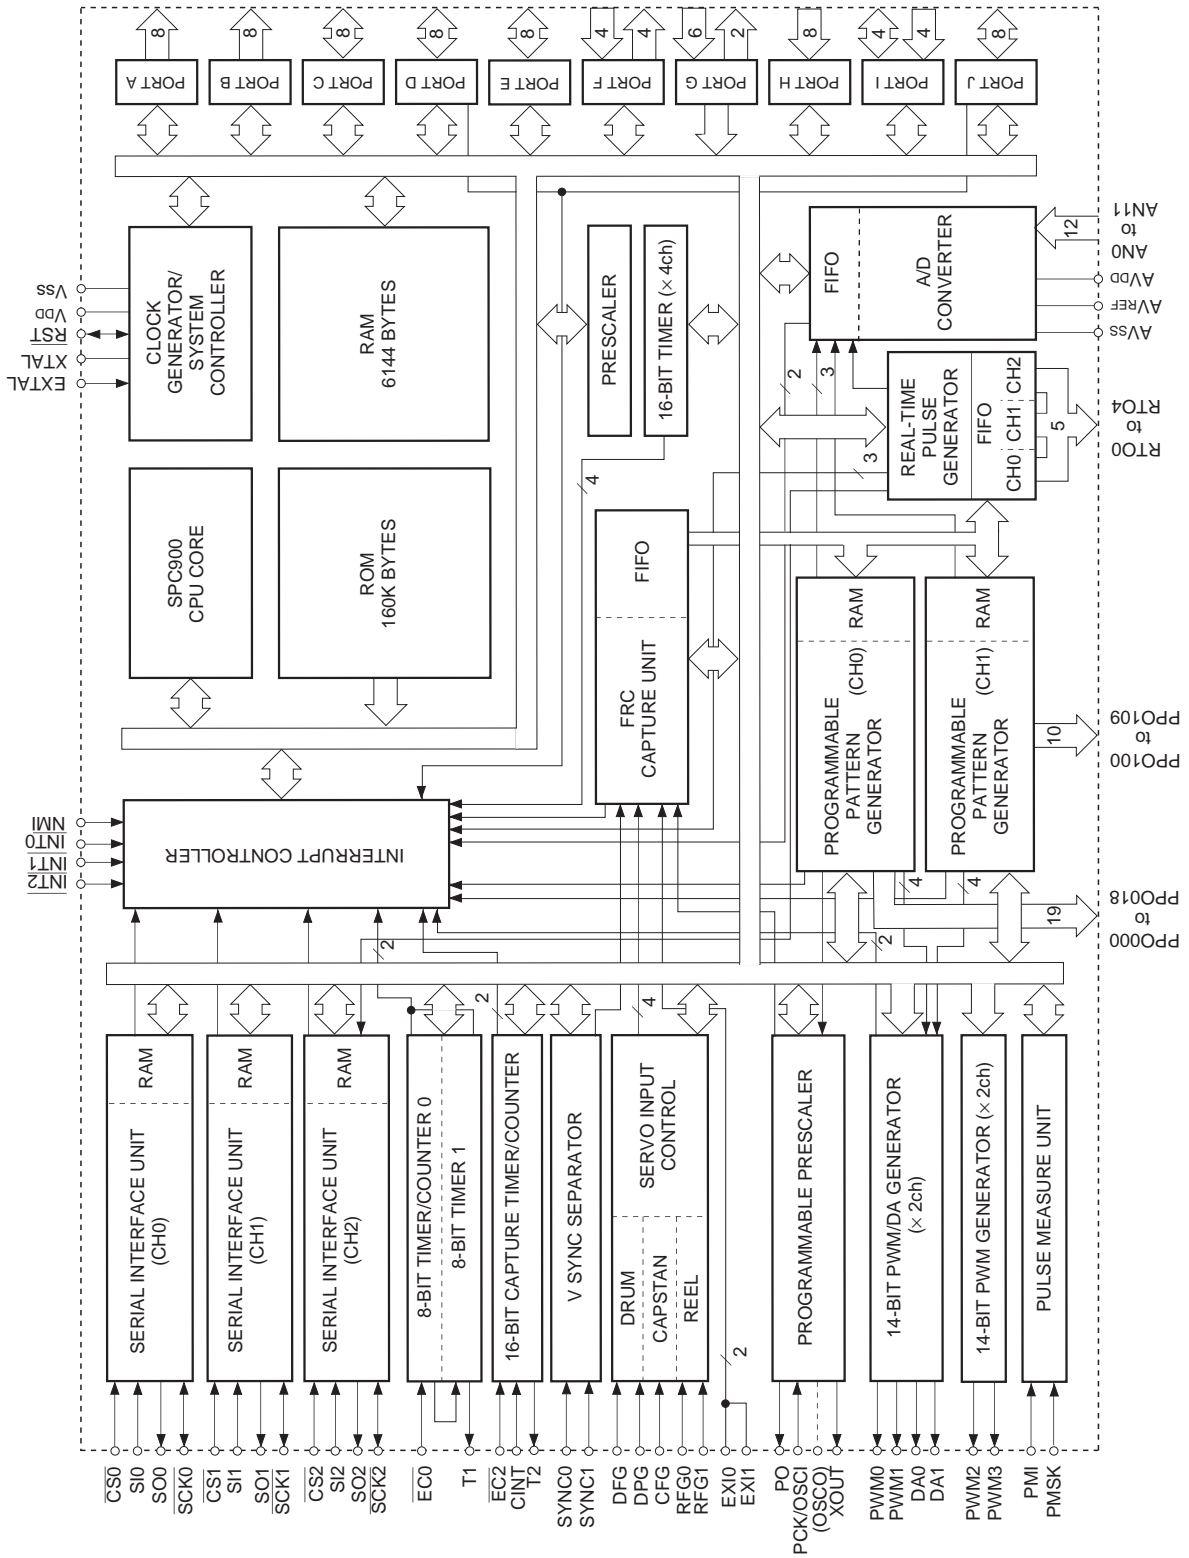 8
8
8
8
8
4
4
6
2
8
4
4
8
PORT A
PORT B
PORT C
PORT D
PORT E
PORT F
PORT G
PORT H
PORT I
PORT J
EXTAL
XTAL
RST
VDD
VSS
CLOCK
GENERATOR/
SYSTEM
CONTROLLER
RAM
6144 BYTES
PRESCALER
16-BIT TIMER (× 4ch)
FIFO
A/D
CONVERTER
12
AN0
to
AN11
AVDD
AVREF
AVSS
SPC900
CPU CORE
ROM
160K BYTES
4
2
3
3
REAL-TIME
PULSE
GENERATOR
FIFO
CH0
CH1
CH2
5
RTO0
to
RTO4
FRC
CAPTURE UNIT
FIFO
PROGRAMMABLE
PATTERN
GENERATOR
(CH0)
RAM
PROGRAMMABLE
PATTERN
GENERATOR
(CH1)
RAM
10
PPO100
to
PPO109
NMI
INT0
INT1
INT2
INTERRUPT CONTROLLER
4
4
19
PPO000
to
PPO018
2
2
2
4
SERIAL INTERFACE UNIT
(CH0)
RAM
SERIAL INTERFACE UNIT
(CH1)
RAM
SERIAL INTERFACE UNIT
(CH2)
RAM
8-BIT TIMER/COUNTER 0
8-BIT TIMER 1
16-BIT CAPTURE TIMER/COUNTER
V SYNC SEPARATOR
SERVO INPUT
CONTROL
DRUM
CAPSTAN
REEL
2
PROGRAMMABLE PRESCALER
14-BIT PWM/DA GENERATOR
(× 2ch)
14-BIT PWM GENERATOR (× 2ch)
PULSE MEASURE UNIT
CS0
SI0
SO0
SCK0
CS1
SI1
SO1
SCK1
CS2
SI2
SO2
SCK2
EC0
T1
EC2
CINT
T2
SYNC0
SYNC1
DFG
DPG
CFG
RFG0
RFG1
EXI0
EXI1
PO
PCK/OSCI
(OSCO)
XOUT
PWM0
PWM1
DA0
DA1
PWM2
PWM3
PMI
PMSK